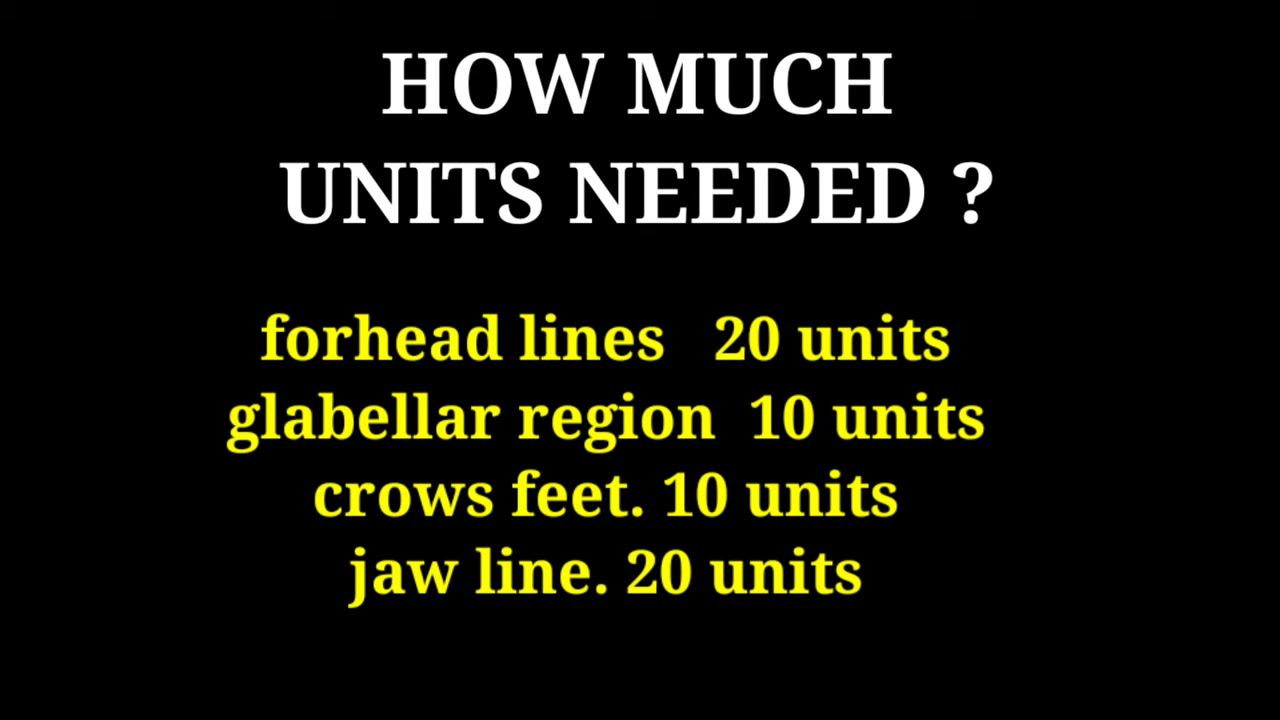 HOW MUCH
UNITS NEEDED ?
forhead lines 20 units
glabellar region 10 units
crows feet. 10 units
jaw line. 20 units